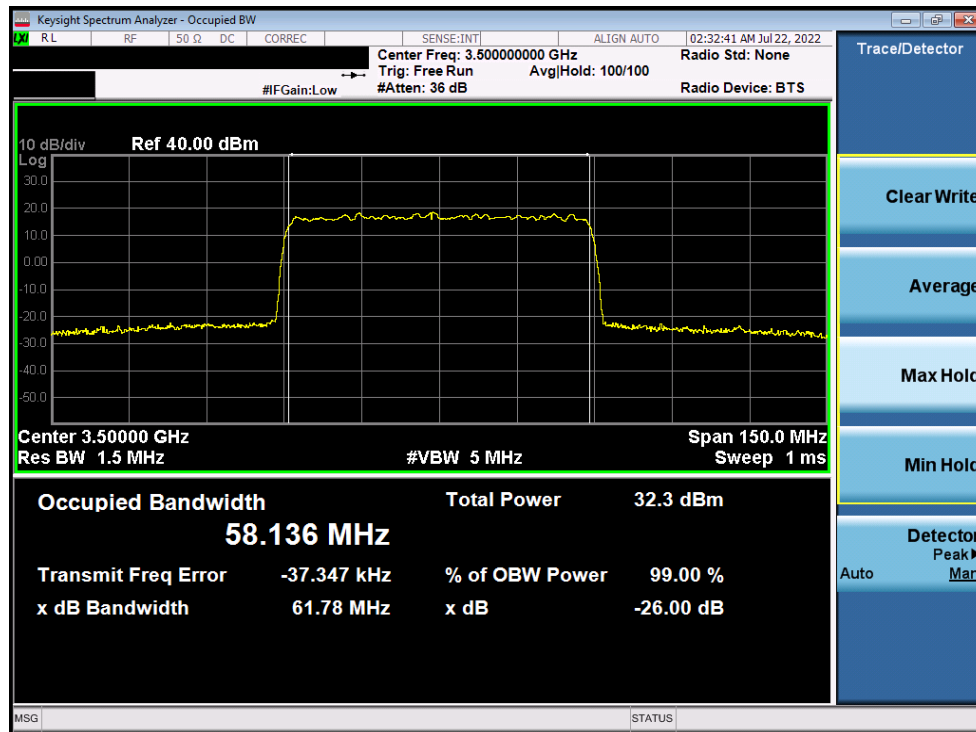 Keysight Spectrum Analyzer - Occupied BW
LXI RL RF 50 Ω DC CORREC SENSE:INT ALIGN AUTO 02:32:41 AM Jul 22, 2022
Center Freq: 3.500000000 GHz Radio Std: None
Trig: Free Run Avg|Hold: 100/100
#IFGain:Low #Atten: 36 dB Radio Device: BTS
Trace/Detector
10 dB/div Ref 40.00 dBm
Log
30.0
20.0
10.0
0.00
-10.0
-20.0
-30.0
-40.0
-50.0
Center 3.50000 GHz Span 150.0 MHz
Res BW 1.5 MHz #VBW 5 MHz Sweep 1 ms
Occupied Bandwidth Total Power 32.3 dBm
58.136 MHz
Transmit Freq Error -37.347 kHz % of OBW Power 99.00 %
x dB Bandwidth 61.78 MHz x dB -26.00 dB
Clear Write
Average
Max Hold
Min Hold
Detector
Peak
Auto Man
MSG STATUS